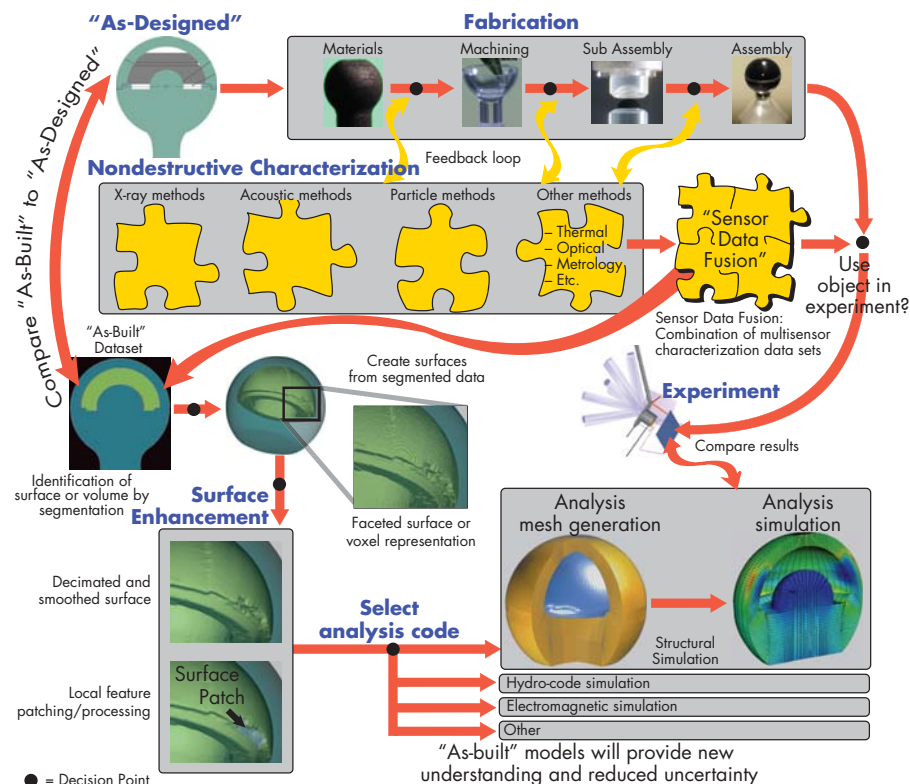 "As-Designed"
Fabrication
Materials
Machining
Sub Assembly
Assembly
Compare "As-Built" to "As-Designed"
Feedback loop
Nondestructive Characterization
X-ray methods
Acoustic methods
Particle methods
Other methods
– Thermal
– Optical
– Metrology
– Etc.
"Sensor
Data
Fusion"
Use
object in
experiment?
Sensor Data Fusion:
Combination of multisensor
characterization data sets
"As-Built"
Dataset
Create surfaces
from segmented data
Experiment
Compare results
Identification of
surface or volume by
segmentation
Surface
Enhancement
Faceted surface or
voxel representation
Analysis
mesh generation
Analysis
simulation
Decimated and
smoothed surface
Select
analysis code
Structural
Simulation
Surface
Patch
Local feature
patching/processing
Hydro-code simulation
Electromagnetic simulation
Other
"As-built" models will provide new
understanding and reduced uncertainty
= Decision Point